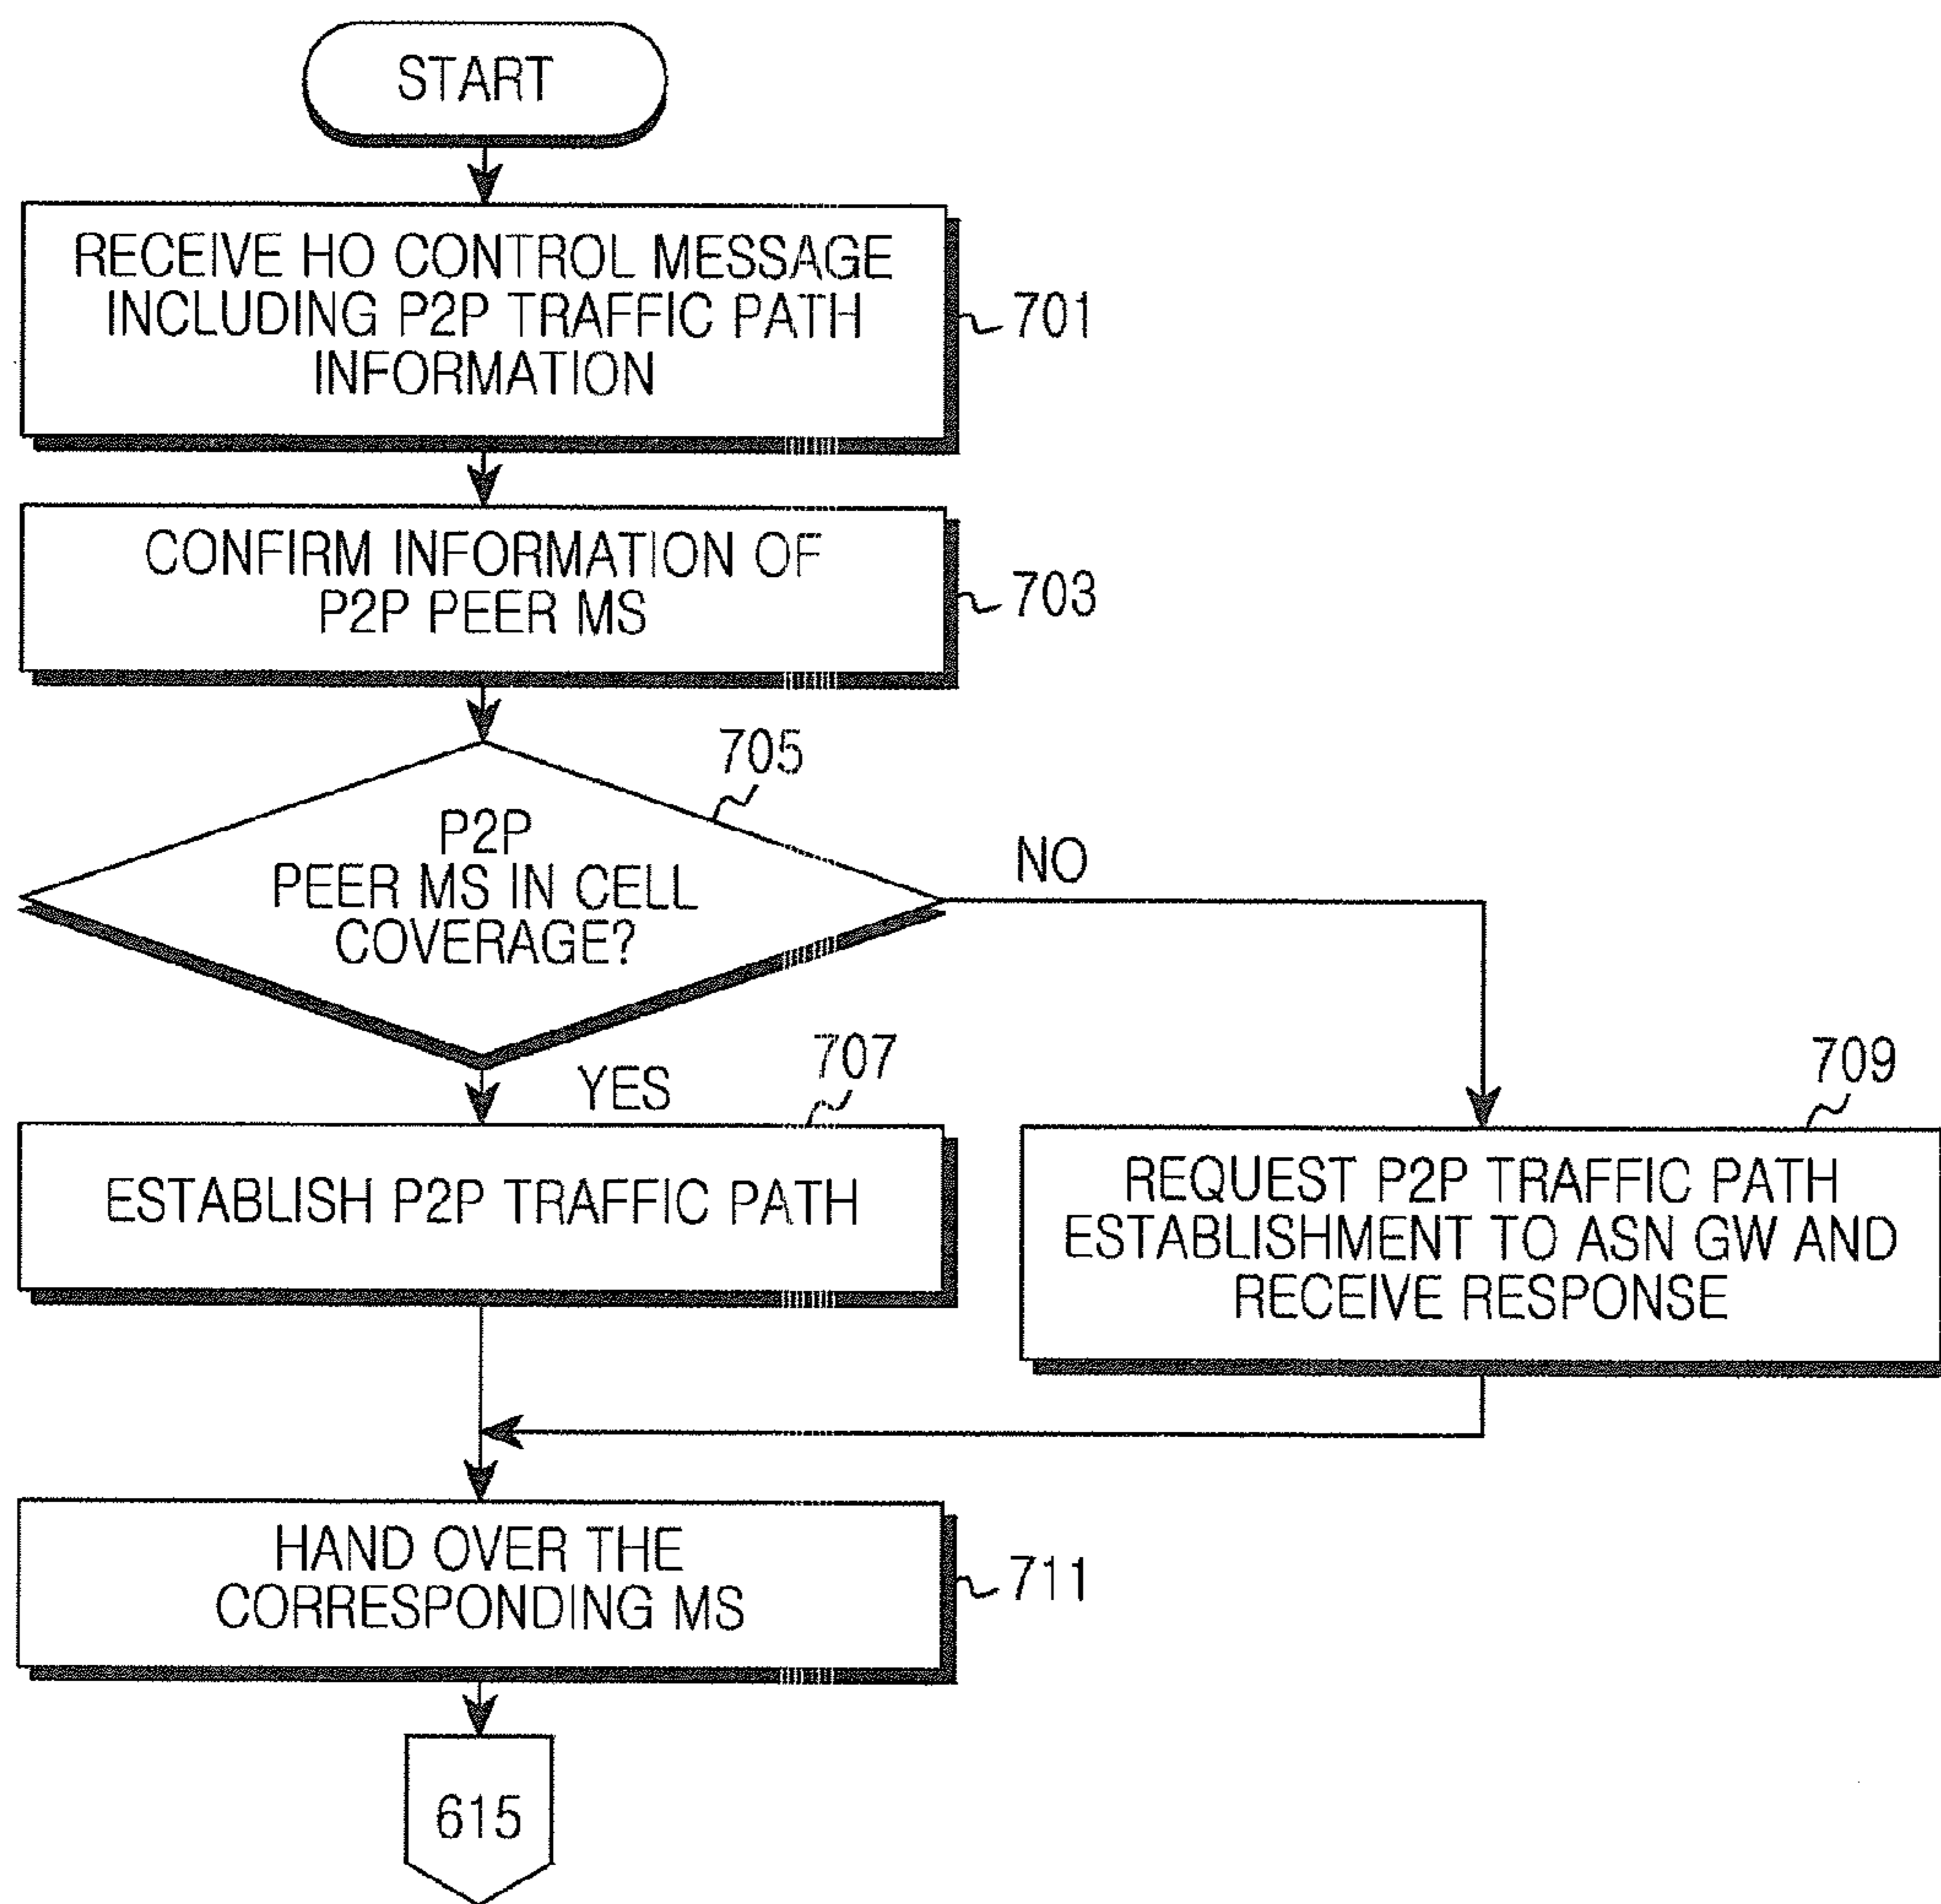 START
RECEIVE HO CONTROL MESSAGE
INCLUDING P2P TRAFFIC PATH
INFORMATION
701
CONFIRM INFORMATION OF
P2P PEER MS
703
705
P2P
PEER MS IN CELL
COVERAGE?
NO
YES
707
ESTABLISH P2P TRAFFIC PATH
709
REQUEST P2P TRAFFIC PATH
ESTABLISHMENT TO ASN GW AND
RECEIVE RESPONSE
HAND OVER THE
CORRESPONDING MS
711
615